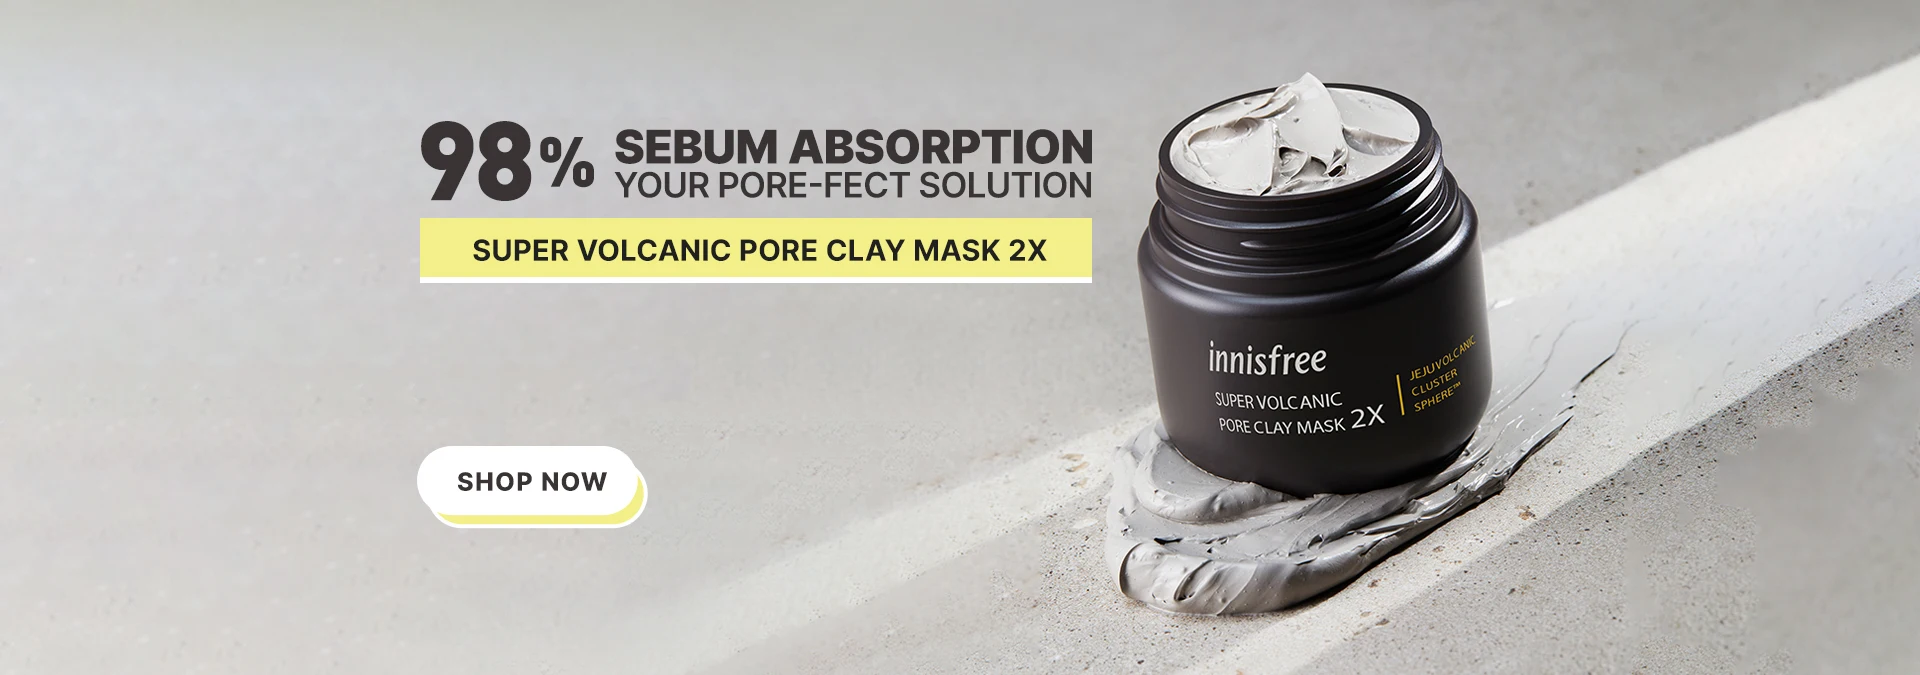 98% SEBUM ABSORPTION
YOUR PORE-FECT SOLUTION
SUPER VOLCANIC PORE CLAY MASK 2X
SHOP NOW
innisfree
SUPER VOLCANIC
PORE CLAY MASK 2X
JEJU VOLCANIC
CLUSTER
SPHERE™